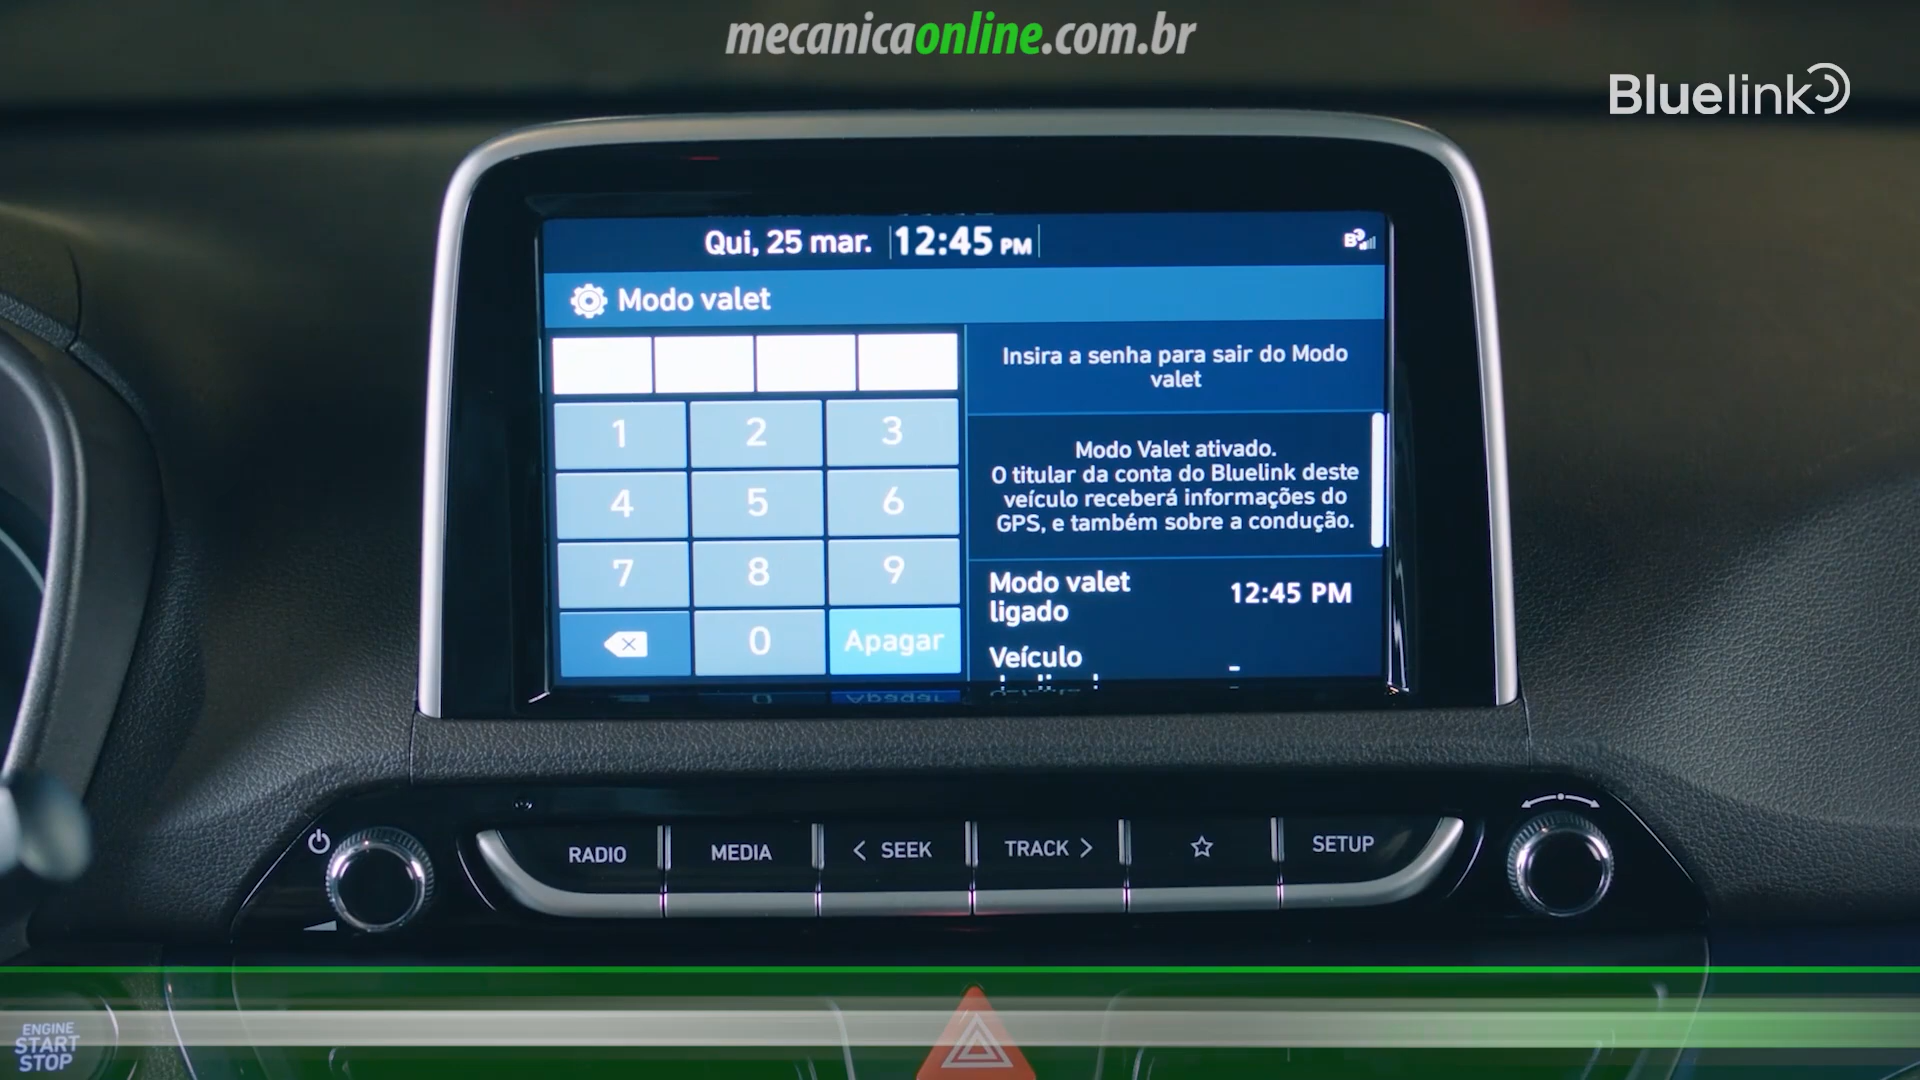 mecanicaonline.com.br
Bluelink
Qui, 25 mar. 12:45 PM
Modo valet
Insira a senha para sair do Modo
valet
1 2 3
4 5 6
7 8 9
0 Apagar
Modo Valet ativado.
O titular da conta do Bluelink deste
veículo receberá informações do
GPS, e também sobre a condução.
Modo valet
ligado
12:45 PM
Veículo
-
RADIO
MEDIA
< SEEK
TRACK >
SETUP
ENGINE
START
STOP